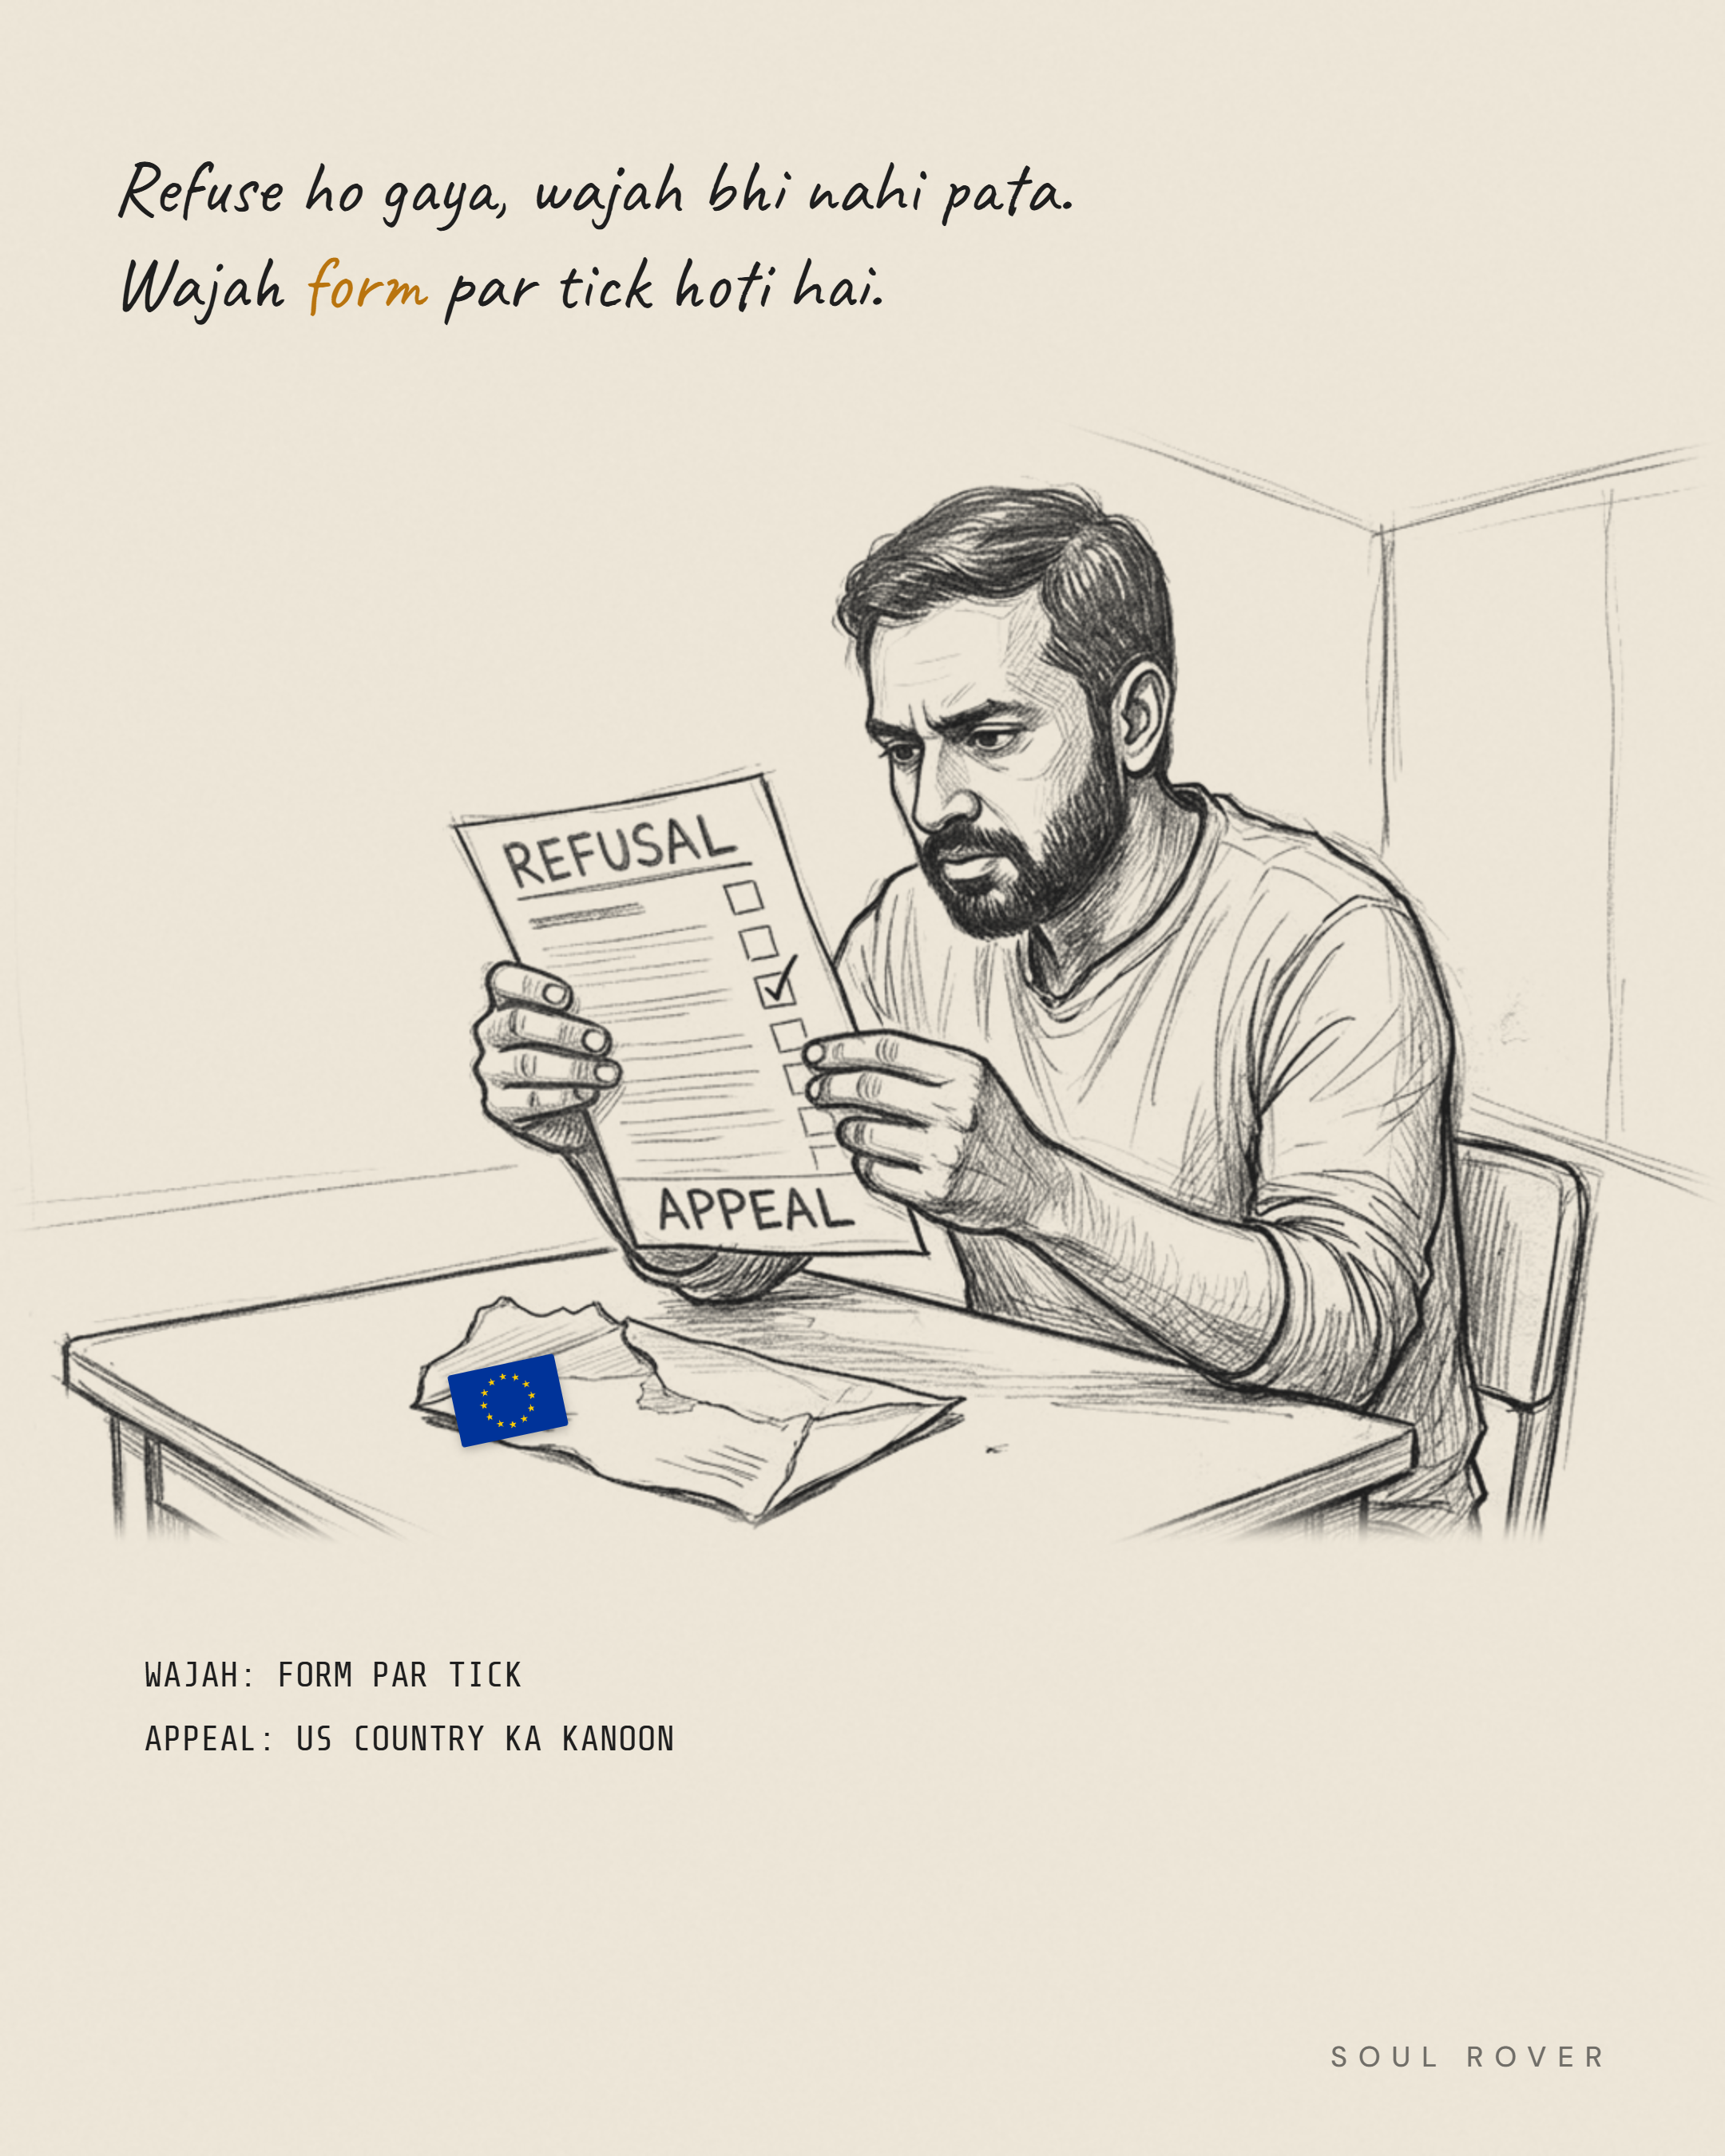 Refuse ho gaya, wajah bhi nahi pata.
Wajah form par tick hoti hai.
REFUSAL
APPEAL
WAJAH: FORM PAR TICK
APPEAL: US COUNTRY KA KANOON
SOUL ROVER